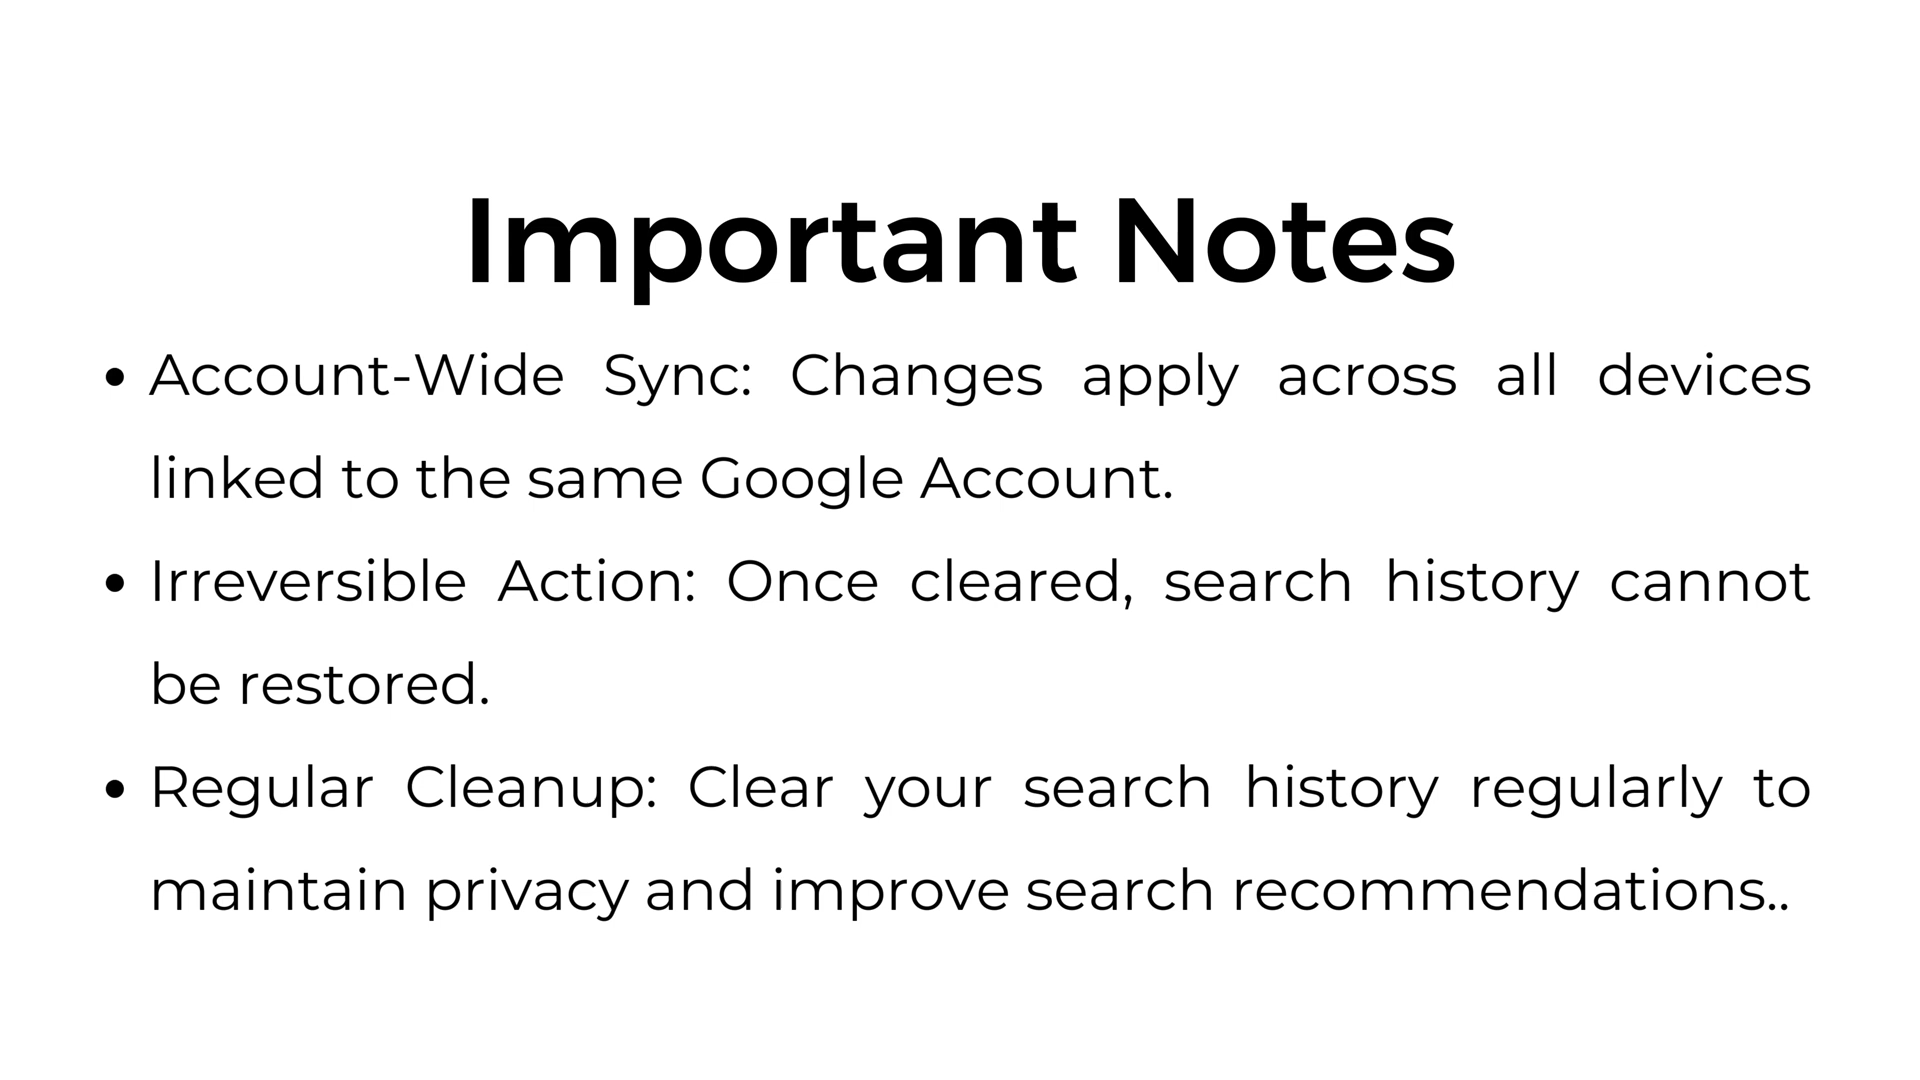 Important Notes
• Account-Wide Sync: Changes apply across all devices
linked to the same Google Account.
• Irreversible Action: Once cleared, search history cannot
be restored.
• Regular Cleanup: Clear your search history regularly to
maintain privacy and improve search recommendations..